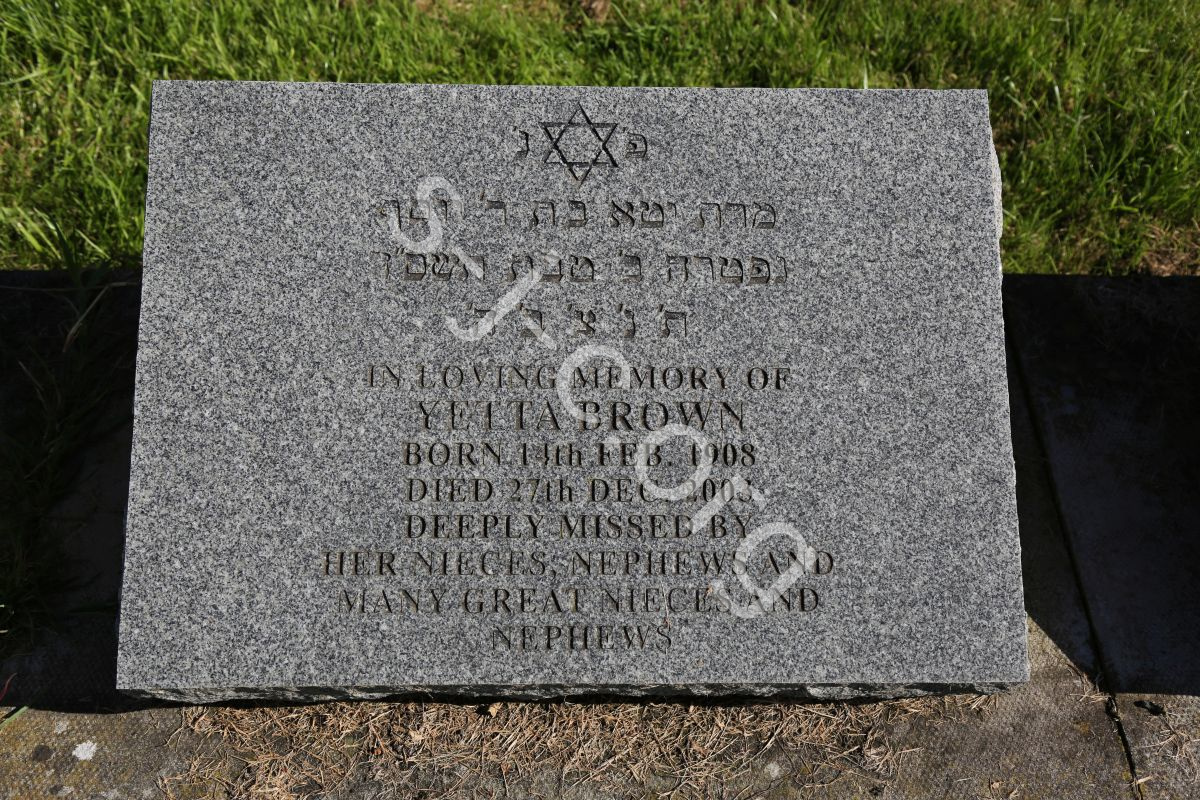 פ' נ'
מרת יטא בת ר'
נפטרה ב' טבת תשס"ד
ת' נ' צ' ב' ה'
IN LOVING MEMORY OF
YETTA BROWN
BORN 14th FEB. 1908
DIED 27th DEC. 2003
DEEPLY MISSED BY
HER NIECES, NEPHEWS AND
MANY GREAT NIECES AND
NEPHEWS